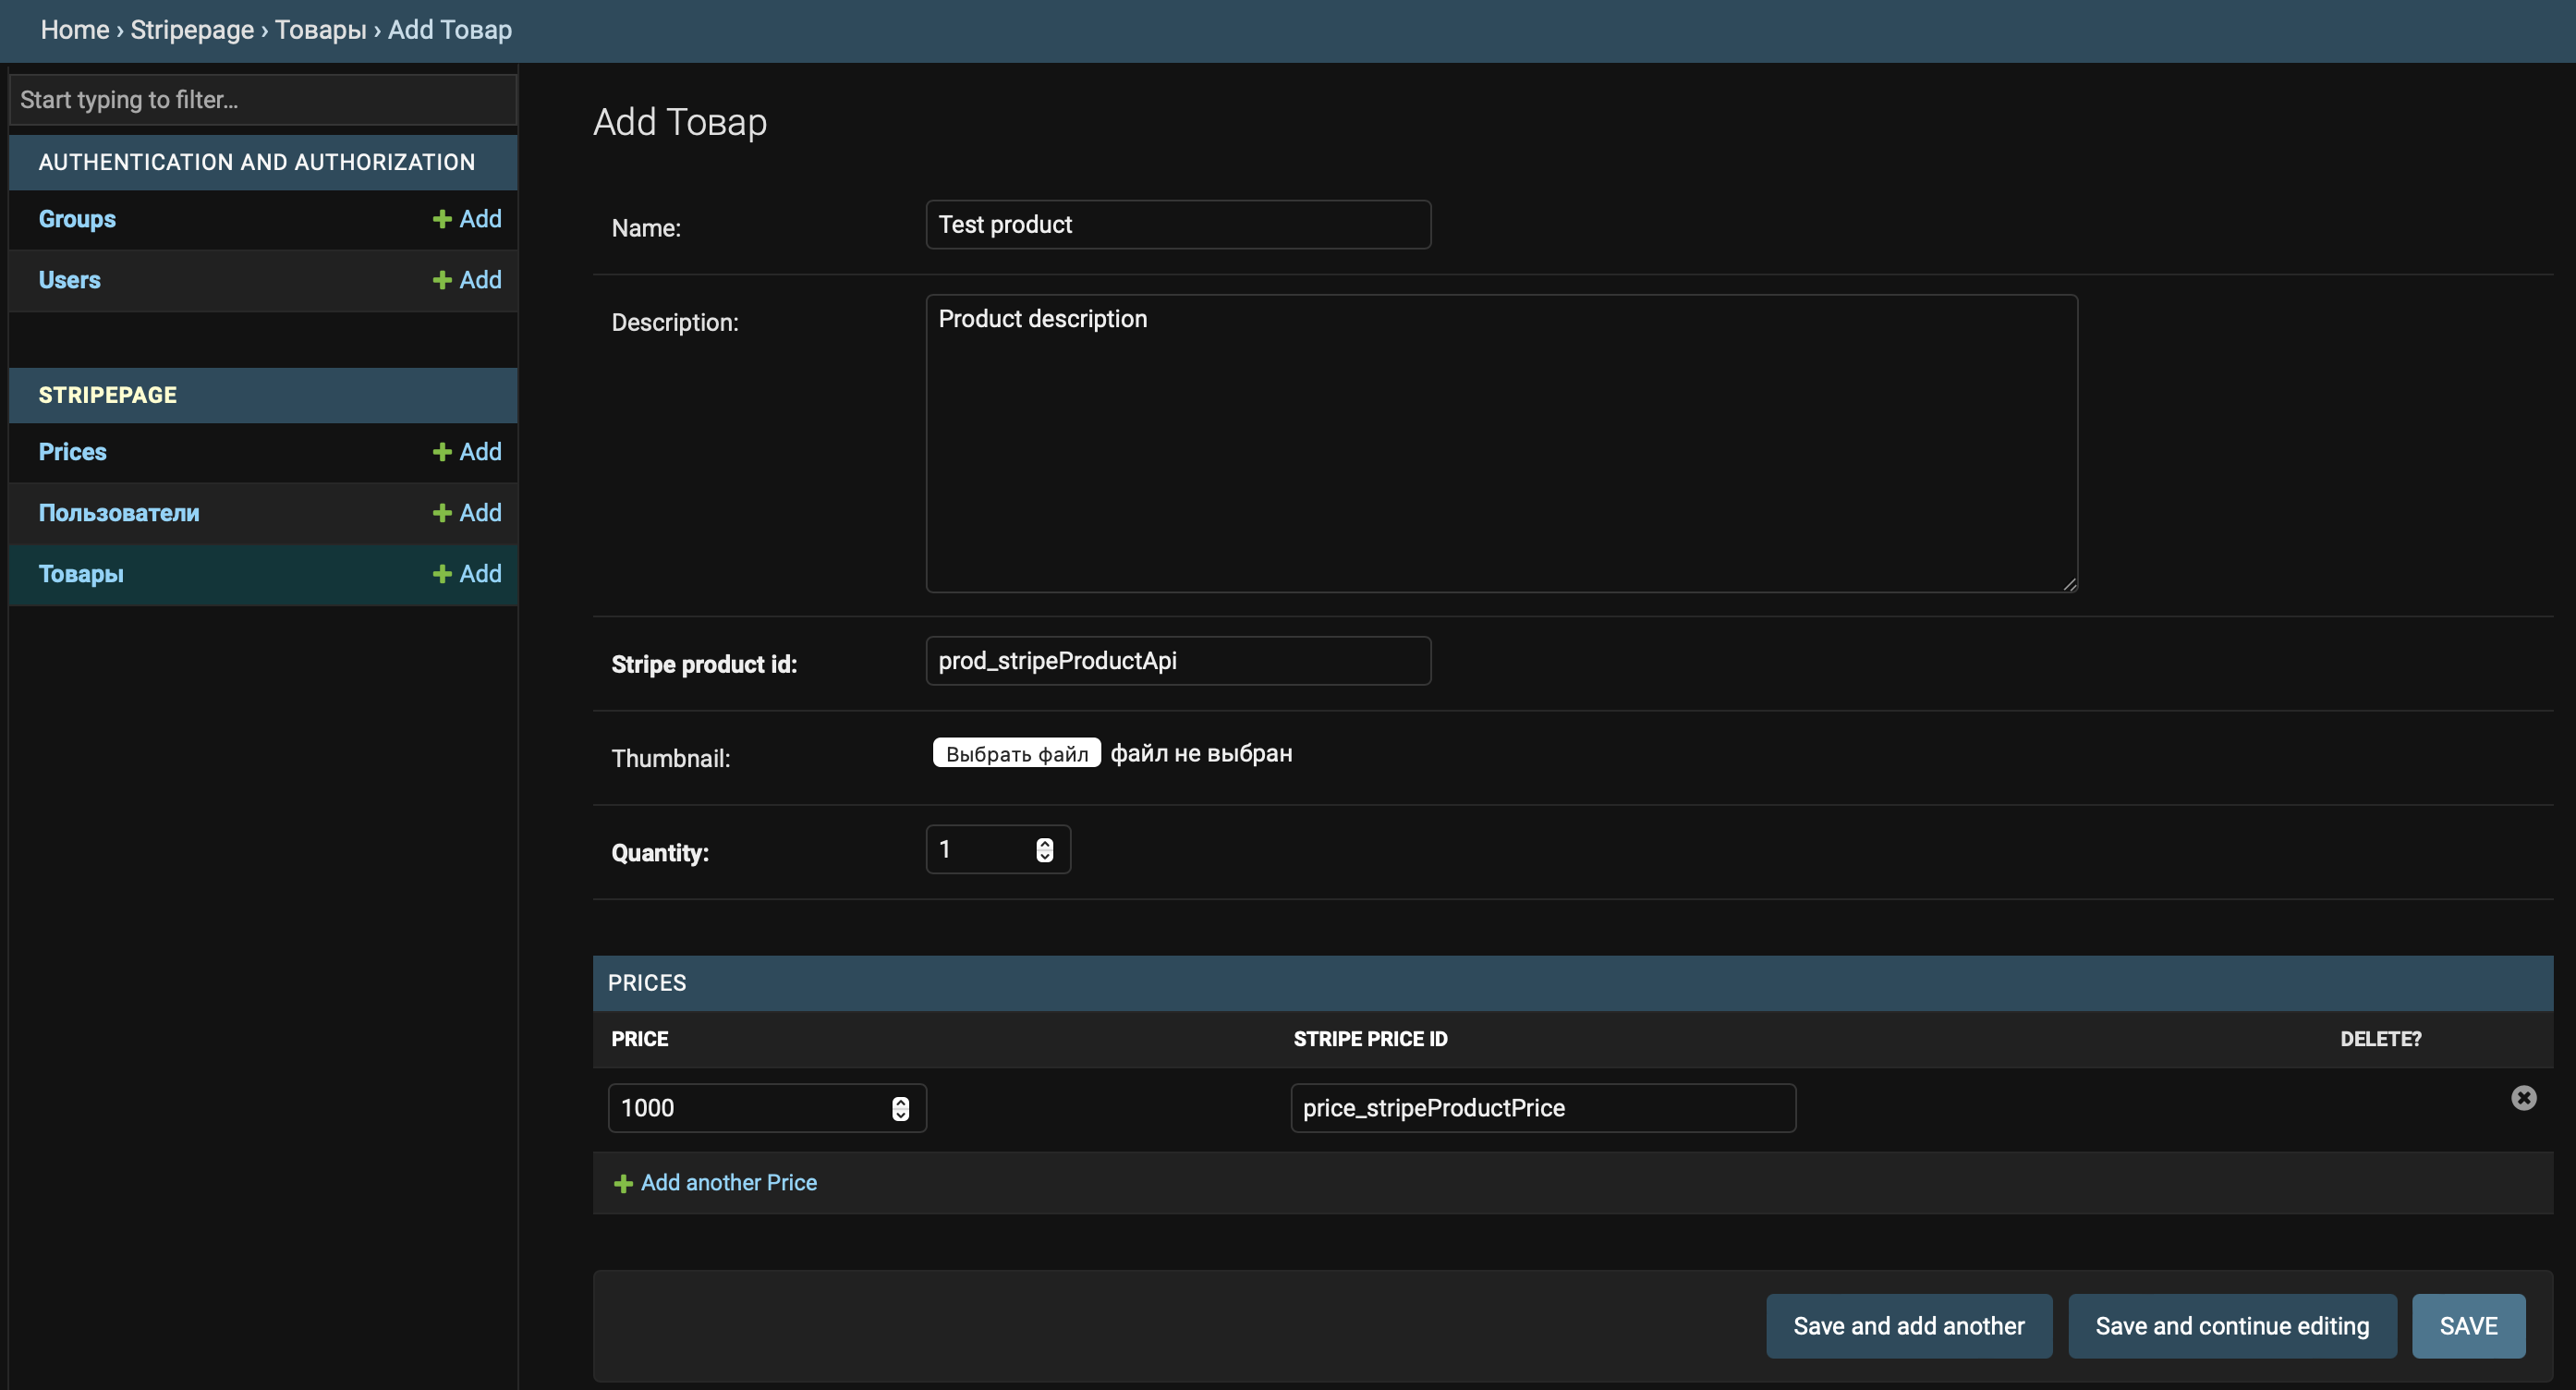 Home › Stripepage › Товары › Add Товар
Start typing to filter...
AUTHENTICATION AND AUTHORIZATION
Groups + Add
Users + Add
STRIPEPAGE
Prices + Add
Пользователи + Add
Товары + Add
Add Товар
Name: Test product
Description: Product description
Stripe product id: prod_stripeProductApi
Thumbnail: Выбрать файл файл не выбран
Quantity: 1
PRICES
PRICE STRIPE PRICE ID DELETE?
1000 price_stripeProductPrice
+ Add another Price
Save and add another Save and continue editing SAVE